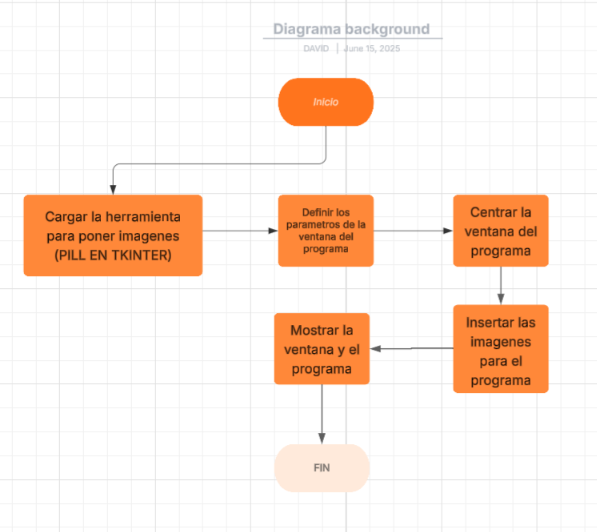 Diagrama background
DAVID | June 15, 2025
Inicio
Cargar la herramienta
para poner imagenes
(PILL EN TKINTER)
Definir los
parametros de la
ventana del
programa
Centrar la
ventana del
programa
Insertar las
imagenes
para el
programa
Mostrar la
ventana y el
programa
FIN